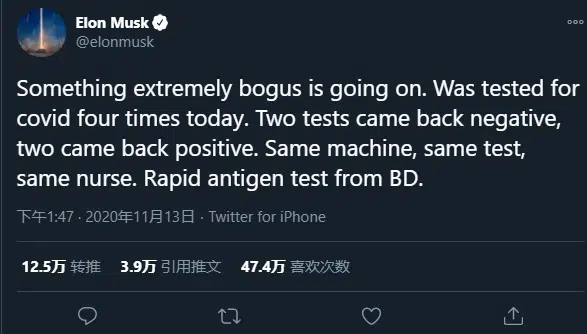 Elon Musk
@elonmusk
Something extremely bogus is going on. Was tested for
covid four times today. Two tests came back negative,
two came back positive. Same machine, same test,
same nurse. Rapid antigen test from BD.
下午1:47 · 2020年11月13日 · Twitter for iPhone
12.5万 转推 3.9万 引用推文 47.4万 喜欢次数